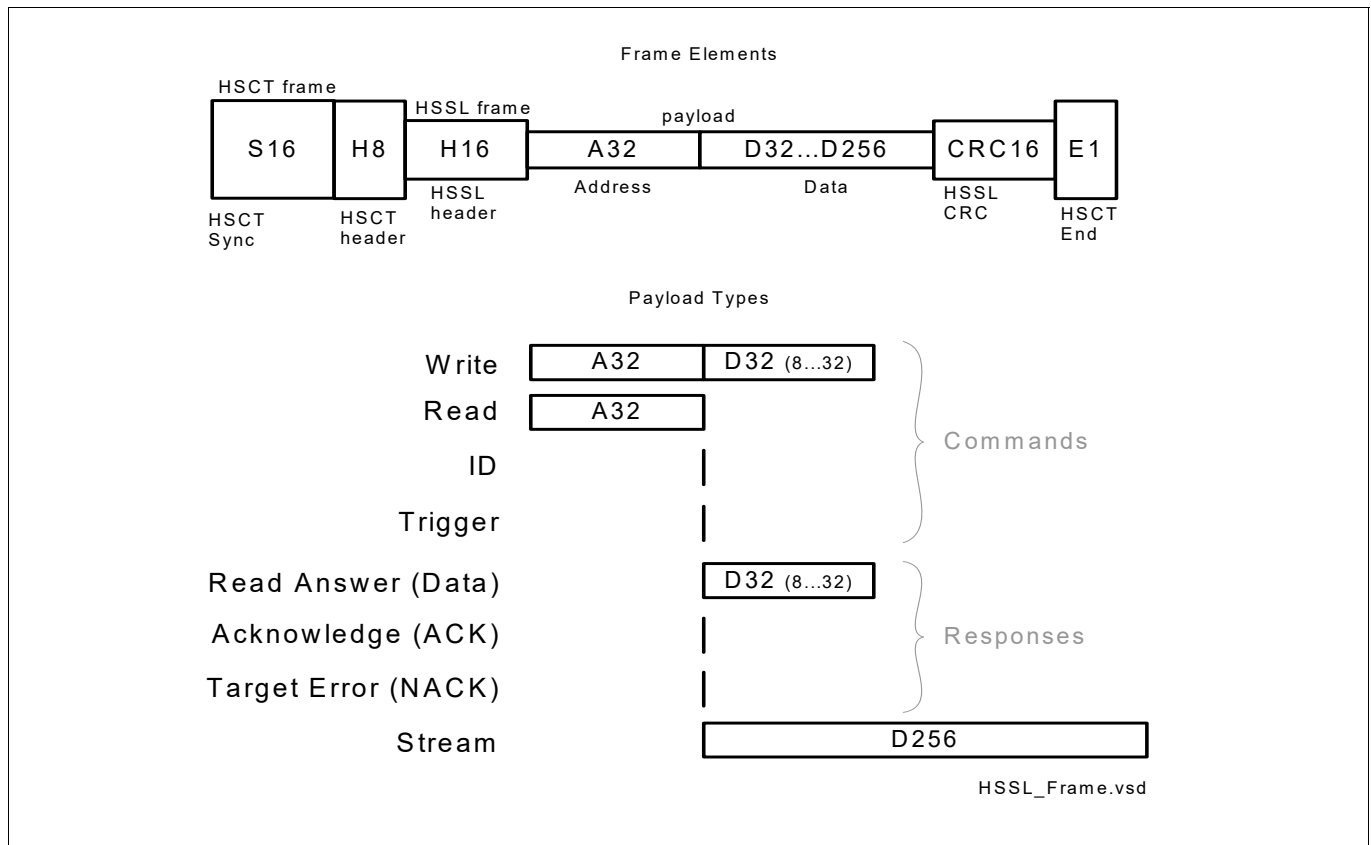 Frame Elements
HSCT frame
HSSL frame
payload
S16 H8 H16 A32 D32...D256 CRC16 E1
Address Data
HSSL
header
HSSL
CRC
HSCT
Sync
HSCT
header
HSCT
End
Payload Types
Write A32 D32 (8...32)
Read A32
Commands
ID
Trigger
Read Answer (Data) D32 (8...32)
Acknowledge (ACK) Responses
Target Error (NACK)
Stream D256
HSSL_Frame.vsd